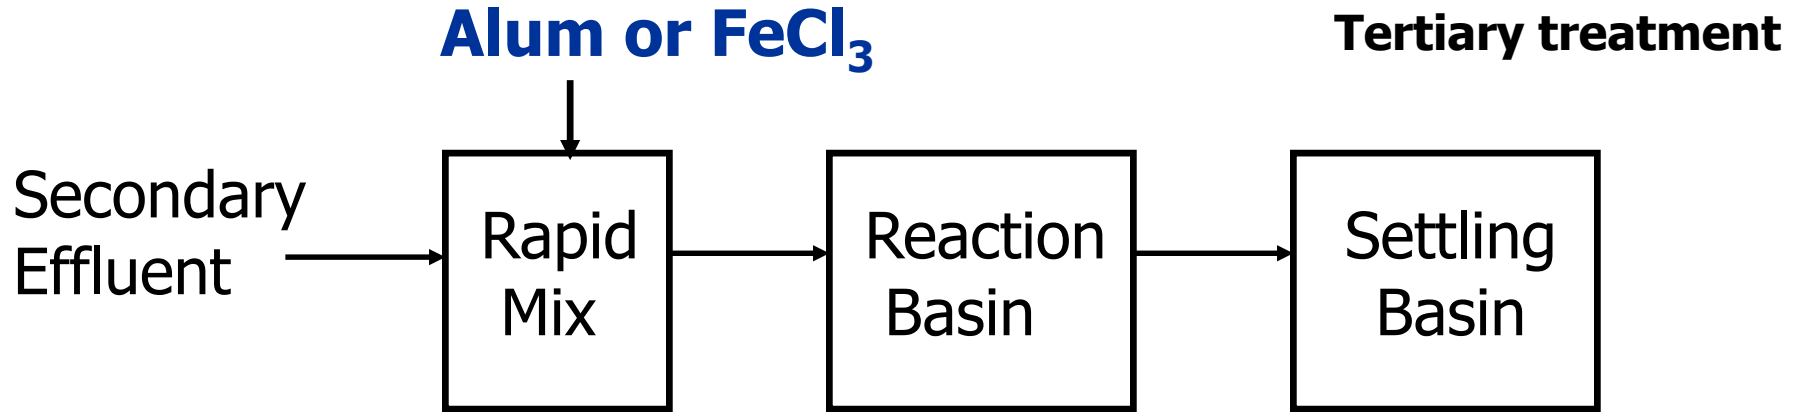 Alum or FeCl₃
Tertiary treatment
Secondary
Effluent
Rapid
Mix
Reaction
Basin
Settling
Basin